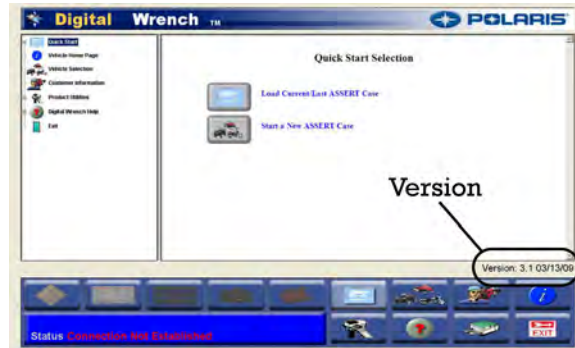 Digital Wrench TM
POLARIS
Quick Start
Vehicle Home Page
Vehicle Selection
Customer Information
Product Utilities
Digital Wrench Help
Exit
Quick Start Selection
Load Current/Last ASSERT Case
Start a New ASSERT Case
Version
Version: 3.1 03/13/09
Status Connection Not Established
EXIT